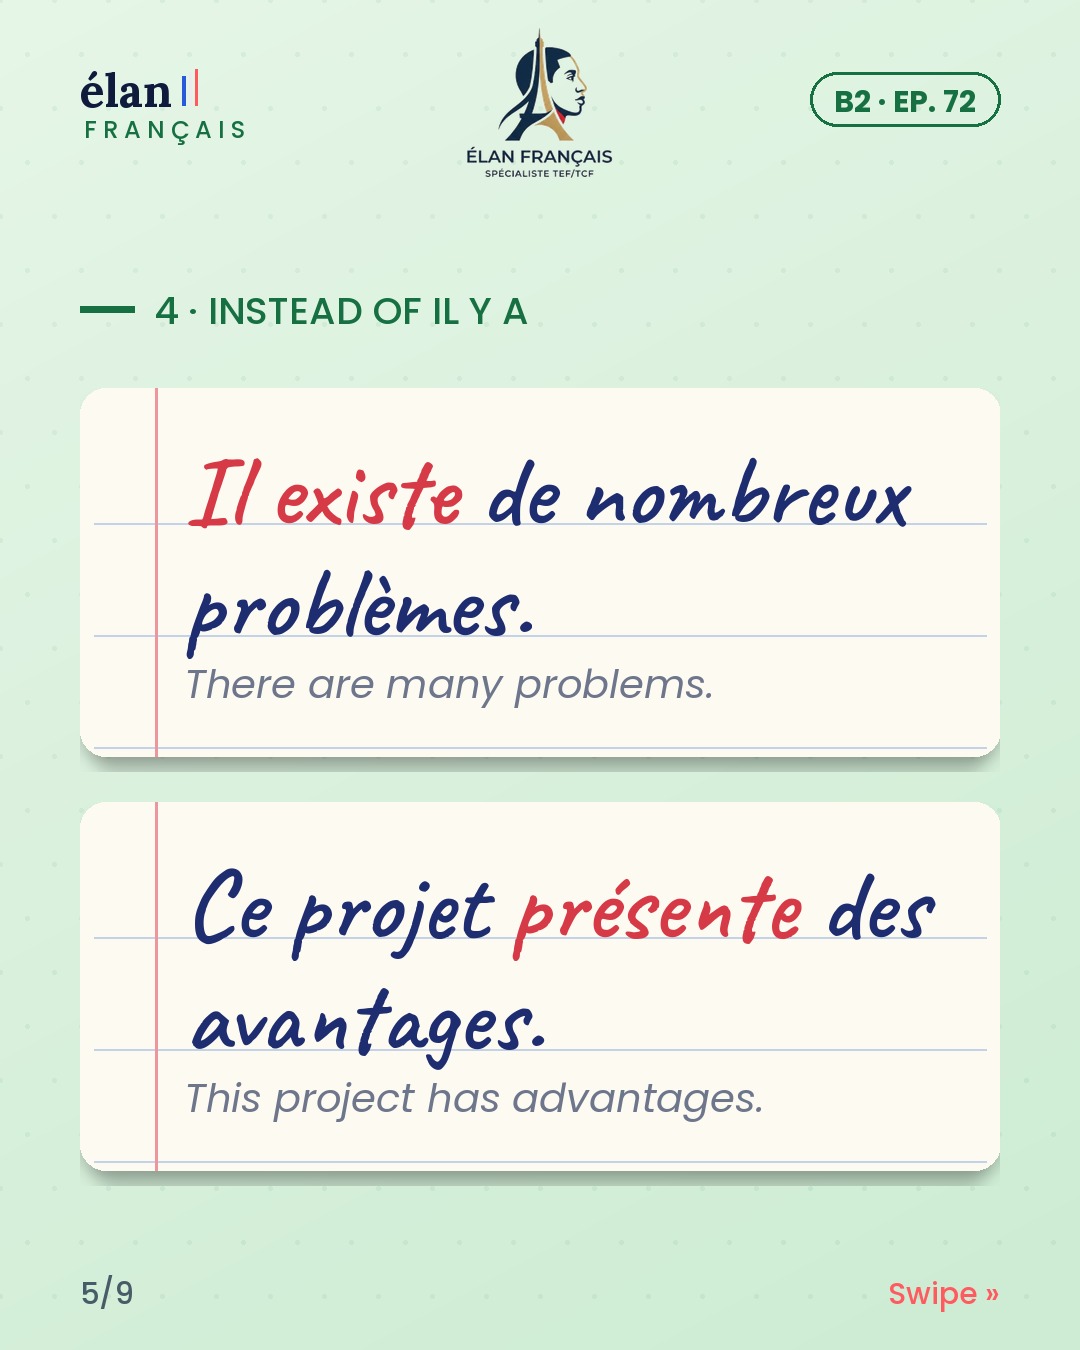 élan
FRANÇAIS
ÉLAN FRANÇAIS
SPÉCIALISTE TEF/TCF
B2 · EP. 72
4 · INSTEAD OF IL Y A
Il existe de nombreux
problèmes.
There are many problems.
Ce projet présente des
avantages.
This project has advantages.
5/9
Swipe »